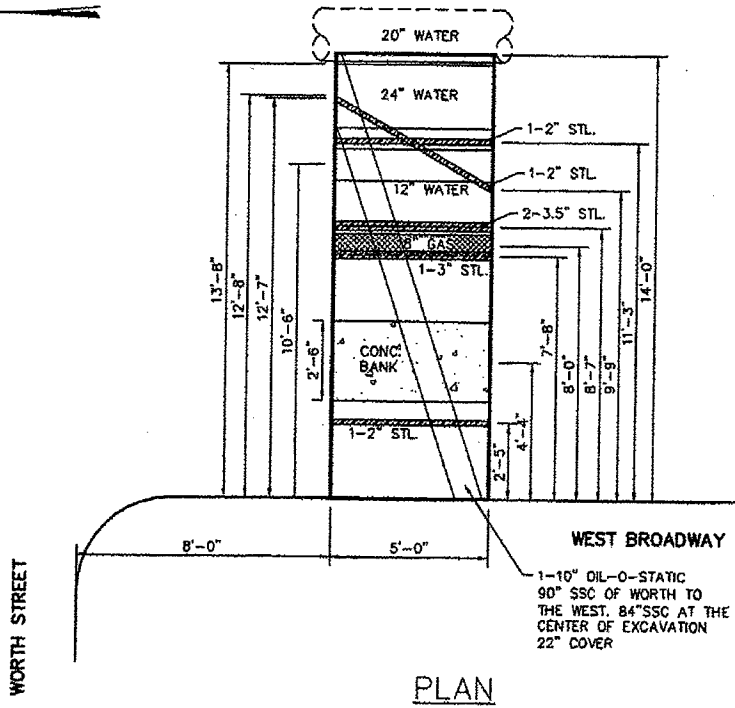 20" WATER
24" WATER
1-2" STL.
1-2" STL.
12" WATER
2-3.5" STL.
8" GAS
1-3" STL.
CONC.
BANK
1-2" STL.
13'-8"
12'-8"
12'-7"
10'-6"
2'-6"
2'-5"
4'-4"
7'-8"
8'-0"
8'-7"
9'-9"
11'-3"
14'-0"
8'-0"
5'-0"
WEST BROADWAY
1-10" OIL-O-STATIC
90" SSC OF WORTH TO
THE WEST. 84"SSC AT THE
CENTER OF EXCAVATION
22" COVER
WORTH STREET
PLAN